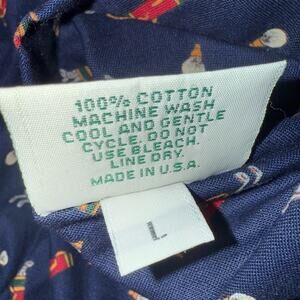 100% COTTON
MACHINE WASH
COOL AND GENTLE
CYCLE. DO NOT
USE BLEACH.
LINE DRY.
MADE IN U.S.A.
L